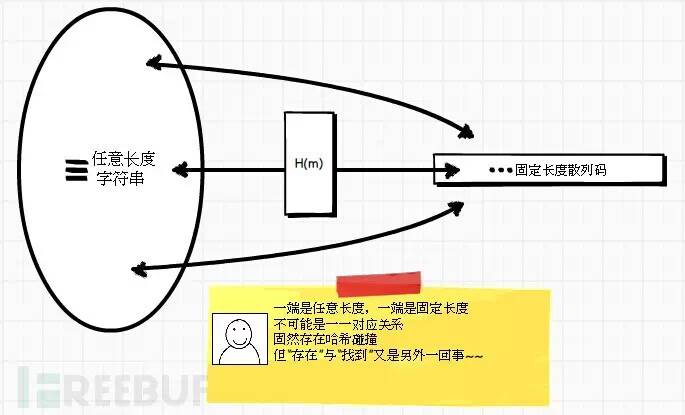 任意长度
字符串
H(m)
•••固定长度散列码
一端是任意长度，一端是固定长度
不可能是一一对应关系
固然存在哈希碰撞
但"存在"与"找到"又是另外一回事~~
FREEBUF